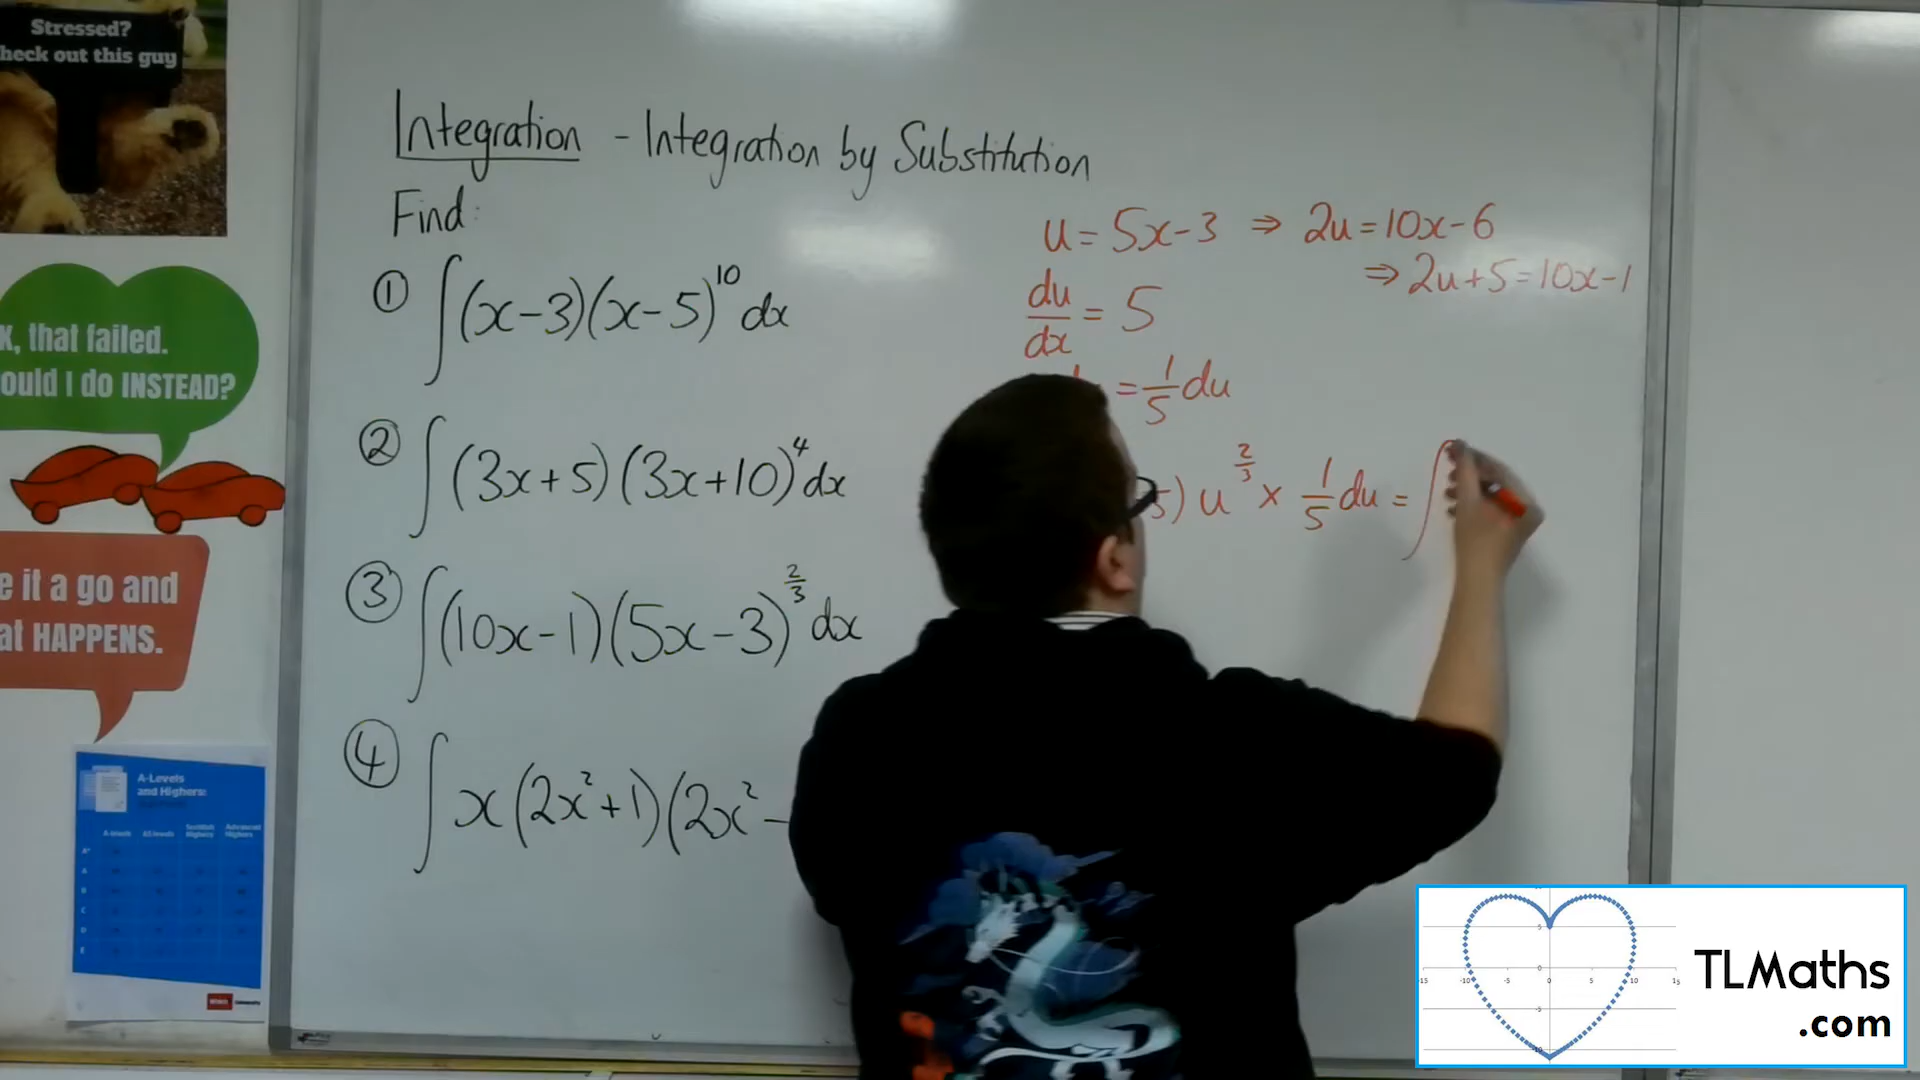 Stressed?
heck out this guy
k, that failed.
ould I do INSTEAD?
e it a go and
at HAPPENS.
A-Levels
and Highers:
Integration - Integration by Substitution
Find:
① ∫(x-3)(x-5)^10 dx
② ∫(3x+5)(3x+10)^4 dx
③ ∫(10x-1)(5x-3)^(2/3) dx
④ ∫x(2x²+1)(2x²-
u = 5x-3 ⇒ 2u = 10x-6
⇒ 2u+5 = 10x-1
du/dx = 5
= 1/5 du
5) u^(2/3) × 1/5 du = ∫
TLMaths
.com